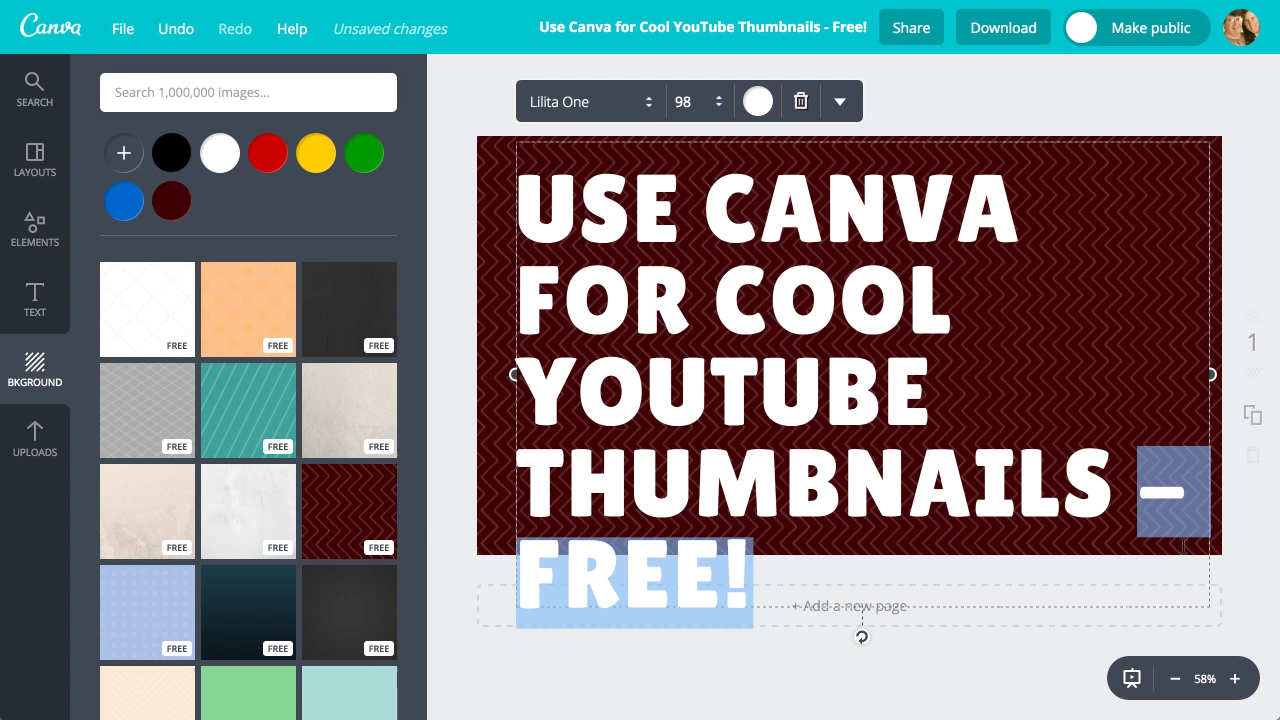 Canva File Undo Redo Help Unsaved changes Use Canva for Cool YouTube Thumbnails - Free! Share Download Make public
SEARCH
LAYOUTS
ELEMENTS
TEXT
BKGROUND
UPLOADS
Search 1,000,000 images...
FREE FREE FREE
FREE FREE FREE
FREE FREE FREE
FREE FREE FREE
Lilita One 98
USE CANVA
FOR COOL
YOUTUBE
THUMBNAILS -
FREE!
+ Add a new page
1
58%